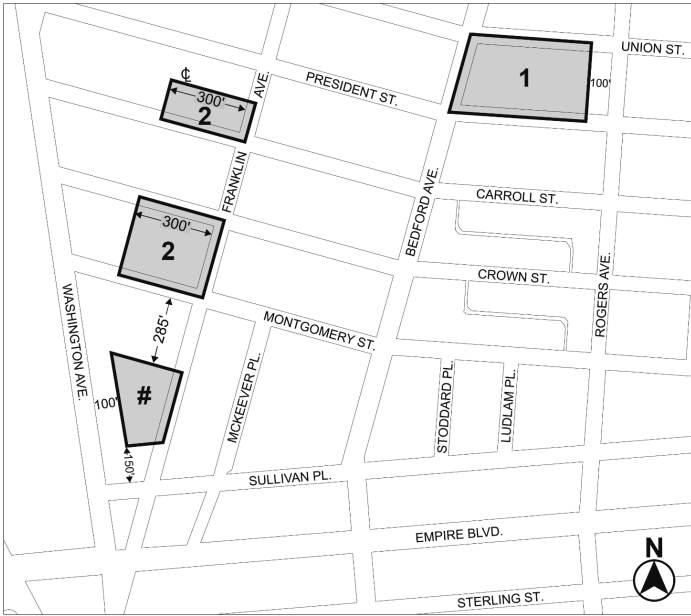 UNION ST.
1
100'
℄
300'
2
AVE.
PRESIDENT ST.
FRANKLIN
CARROLL ST.
BEDFORD AVE.
300'
2
CROWN ST.
ROGERS AVE.
WASHINGTON AVE.
285'
MONTGOMERY ST.
MCKEEVER PL.
STODDARD PL.
LUDLAM PL.
100'
#
150'
SULLIVAN PL.
EMPIRE BLVD.
STERLING ST.
N